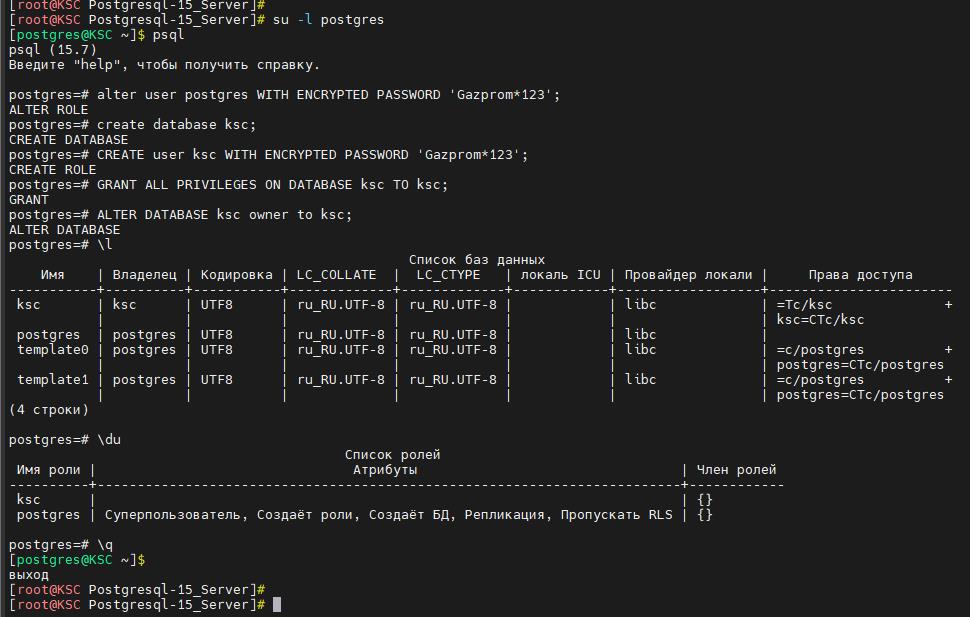 [root@KSC Postgresql-15_Server]#
[root@KSC Postgresql-15_Server]# su -l postgres
[postgres@KSC ~]$ psql
psql (15.7)
Введите "help", чтобы получить справку.

postgres=# alter user postgres WITH ENCRYPTED PASSWORD 'Gazprom*123';
ALTER ROLE
postgres=# create database ksc;
CREATE DATABASE
postgres=# CREATE user ksc WITH ENCRYPTED PASSWORD 'Gazprom*123';
CREATE ROLE
postgres=# GRANT ALL PRIVILEGES ON DATABASE ksc TO ksc;
GRANT
postgres=# ALTER DATABASE ksc owner to ksc;
ALTER DATABASE
postgres=# \l
                                                  Список баз данных
    Имя    | Владелец | Кодировка | LC_COLLATE  |  LC_CTYPE   | локаль ICU | Провайдер локали |     Права доступа
-----------+----------+-----------+-------------+-------------+------------+------------------+-----------------------
 ksc       | ksc      | UTF8      | ru_RU.UTF-8 | ru_RU.UTF-8 |            | libc             | =Tc/ksc              +
           |          |           |             |             |            |                  | ksc=CTc/ksc
 postgres  | postgres | UTF8      | ru_RU.UTF-8 | ru_RU.UTF-8 |            | libc             |
 template0 | postgres | UTF8      | ru_RU.UTF-8 | ru_RU.UTF-8 |            | libc             | =c/postgres          +
           |          |           |             |             |            |                  | postgres=CTc/postgres
 template1 | postgres | UTF8      | ru_RU.UTF-8 | ru_RU.UTF-8 |            | libc             | =c/postgres          +
           |          |           |             |             |            |                  | postgres=CTc/postgres
(4 строки)

postgres=# \du
                                          Список ролей
 Имя роли |                                Атрибуты                                 | Член ролей
----------+-------------------------------------------------------------------------+------------
 ksc      |                                                                         | {}
 postgres | Суперпользователь, Создаёт роли, Создаёт БД, Репликация, Пропускать RLS | {}

postgres=# \q
[postgres@KSC ~]$
выход
[root@KSC Postgresql-15_Server]#
[root@KSC Postgresql-15_Server]#